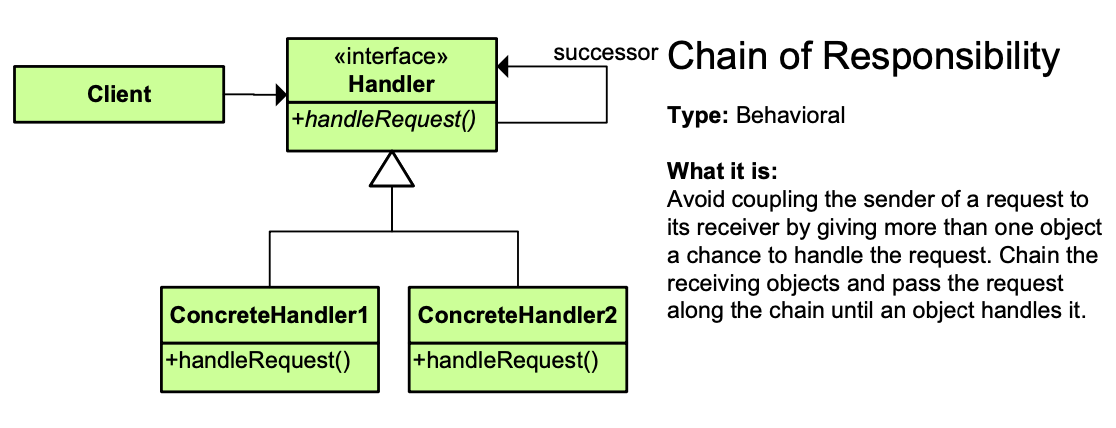 Client
«interface»
Handler
+handleRequest()
successor
ConcreteHandler1
+handleRequest()
ConcreteHandler2
+handleRequest()
Chain of Responsibility
Type: Behavioral
What it is:
Avoid coupling the sender of a request to
its receiver by giving more than one object
a chance to handle the request. Chain the
receiving objects and pass the request
along the chain until an object handles it.